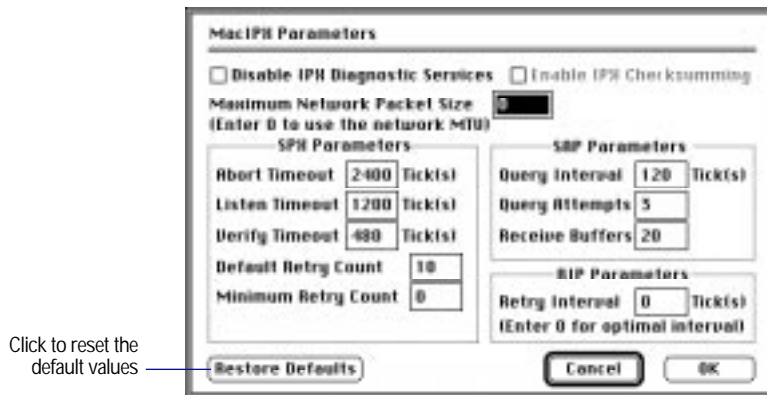 MacIPX Parameters
Disable IPX Diagnostic Services Enable IPX Checksumming
Maximum Network Packet Size 0
(Enter 0 to use the network MTU)
SPX Parameters
Abort Timeout 2400 Tick(s)
Listen Timeout 1200 Tick(s)
Verify Timeout 480 Tick(s)
Default Retry Count 10
Minimum Retry Count 0
SAP Parameters
Query Interval 120 Tick(s)
Query Attempts 3
Receive Buffers 20
RIP Parameters
Retry Interval 0 Tick(s)
(Enter 0 for optimal interval)
Click to reset the
default values
Restore Defaults Cancel OK